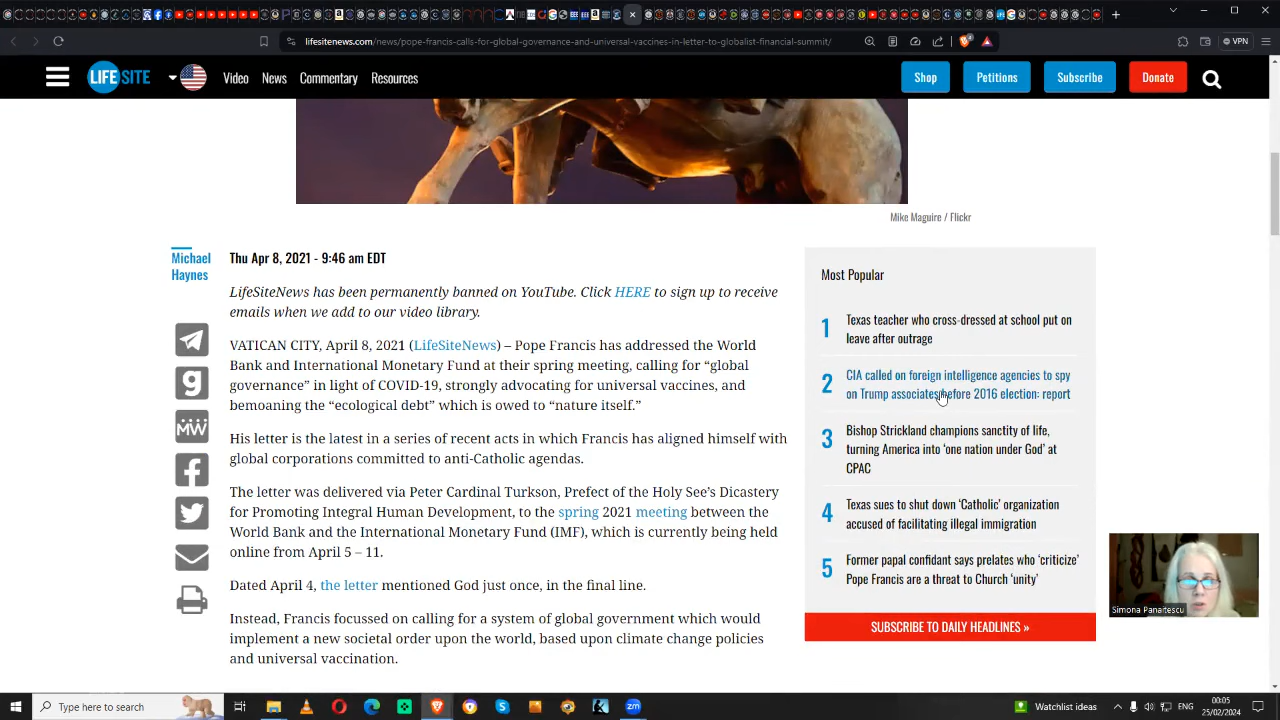 lifesitenews.com/news/pope-francis-calls-for-global-governance-and-universal-vaccines-in-letter-to-globalist-financial-summit/
VPN
LIFE SITE
Video News Commentary Resources
Shop Petitions Subscribe Donate
Mike Maguire / Flickr
Michael
Haynes
Thu Apr 8, 2021 - 9:46 am EDT
LifeSiteNews has been permanently banned on YouTube. Click HERE to sign up to receive
emails when we add to our video library.
VATICAN CITY, April 8, 2021 (LifeSiteNews) – Pope Francis has addressed the World
Bank and International Monetary Fund at their spring meeting, calling for “global
governance” in light of COVID-19, strongly advocating for universal vaccines, and
bemoaning the “ecological debt” which is owed to “nature itself.”
His letter is the latest in a series of recent acts in which Francis has aligned himself with
global corporations committed to anti-Catholic agendas.
The letter was delivered via Peter Cardinal Turkson, Prefect of the Holy See’s Dicastery
for Promoting Integral Human Development, to the spring 2021 meeting between the
World Bank and the International Monetary Fund (IMF), which is currently being held
online from April 5 – 11.
Dated April 4, the letter mentioned God just once, in the final line.
Instead, Francis focussed on calling for a system of global government which would
implement a new societal order upon the world, based upon climate change policies
and universal vaccination.
MW
Most Popular
1 Texas teacher who cross-dressed at school put on
leave after outrage
2 CIA called on foreign intelligence agencies to spy
on Trump associates before 2016 election: report
3 Bishop Strickland champions sanctity of life,
turning America into ‘one nation under God’ at
CPAC
4 Texas sues to shut down ‘Catholic’ organization
accused of facilitating illegal immigration
5 Former papal confidant says prelates who ‘criticize’
Pope Francis are a threat to Church ‘unity’
SUBSCRIBE TO DAILY HEADLINES »
Simona Panaitescu
Type here to search
Watchlist ideas
ENG
00:05
25/02/2024